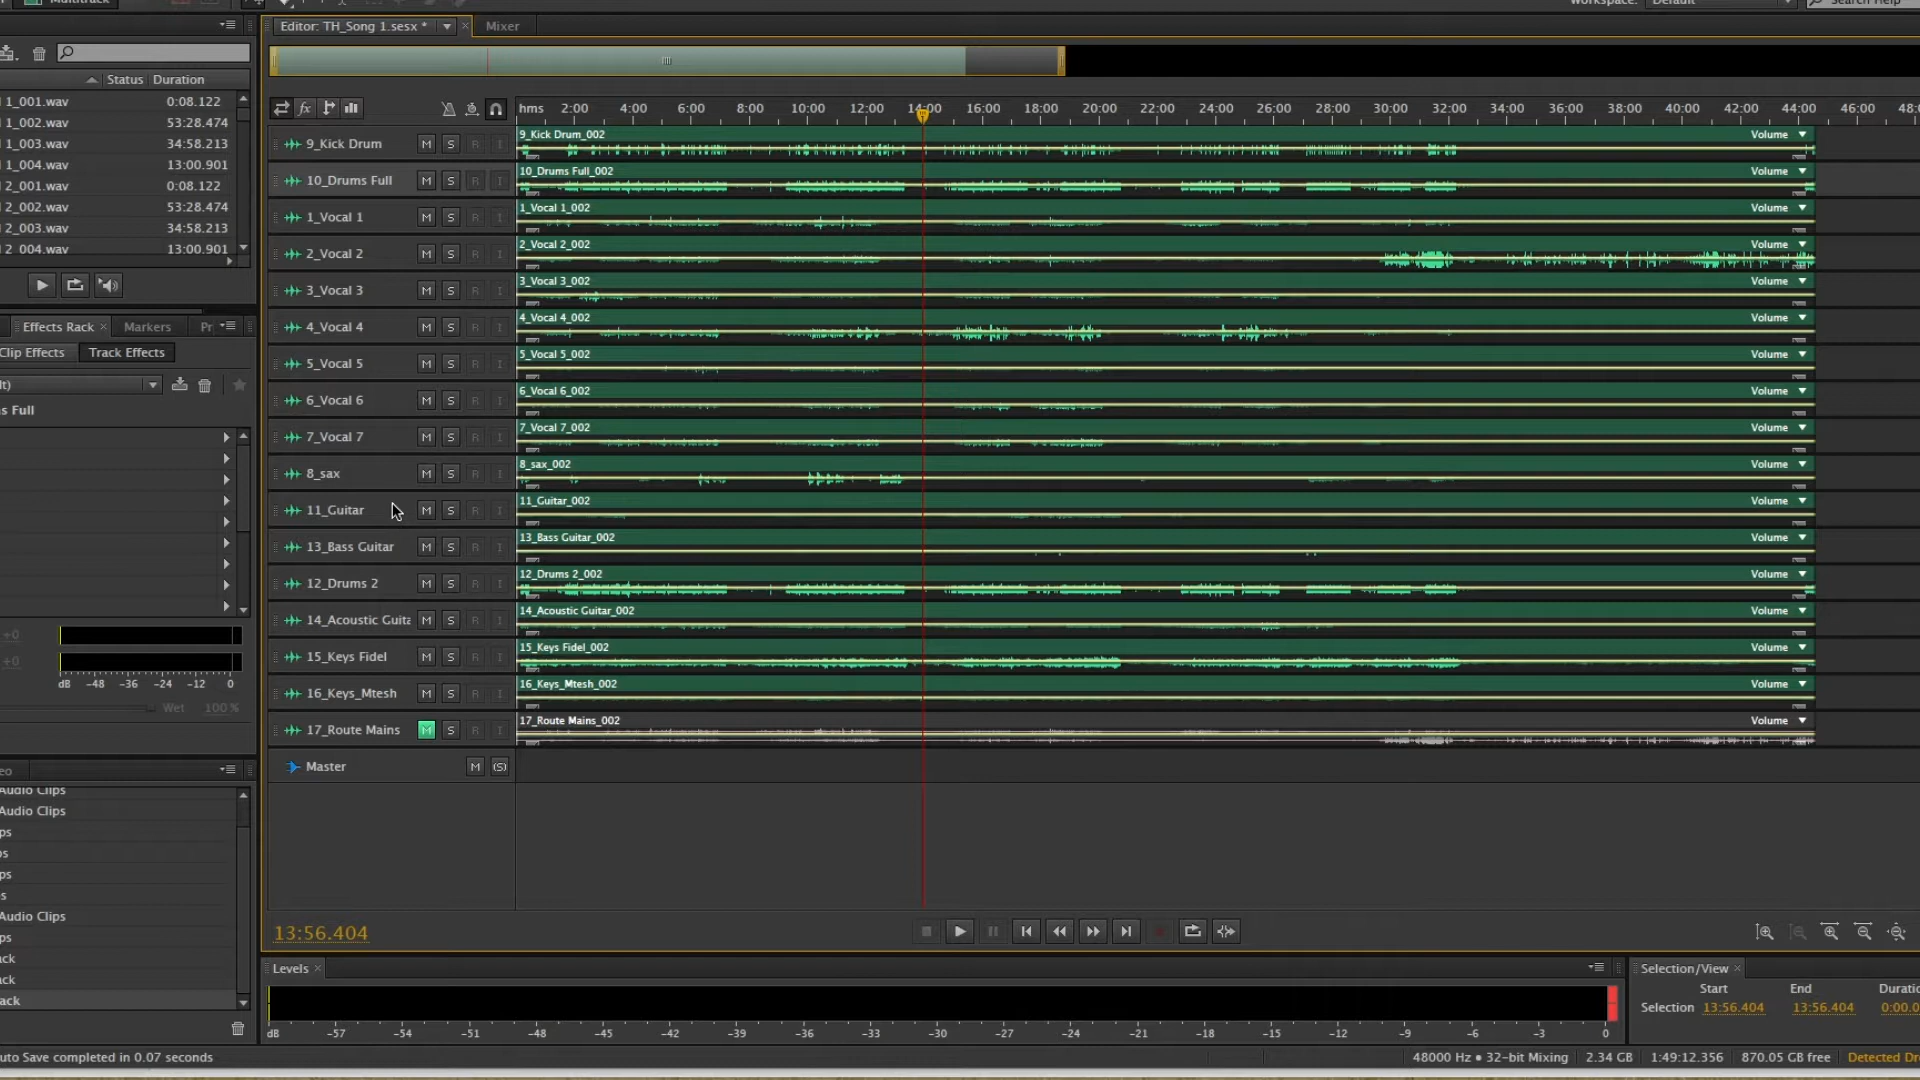 Multitrack
Workspace: Default
Search Help
Editor: TH_Song 1.sesx *
Mixer
Status Duration
1_001.wav 0:08.122
1_002.wav 53:28.474
1_003.wav 34:58.213
1_004.wav 13:00.901
2_001.wav 0:08.122
2_002.wav 53:28.474
2_003.wav 34:58.213
2_004.wav 13:00.901
Effects Rack × Markers Pr
Clip Effects Track Effects
lt)
s Full
+0
+0
dB -48 -36 -24 -12 0
Wet 100 %
eo
Audio Clips
Audio Clips
ps
os
ps
s
Audio Clips
ps
ck
ck
ack
fx
hms 2:00 4:00 6:00 8:00 10:00 12:00 14:00 16:00 18:00 20:00 22:00 24:00 26:00 28:00 30:00 32:00 34:00 36:00 38:00 40:00 42:00 44:00 46:00 48:0
9_Kick Drum M S R I 9_Kick Drum_002 Volume
10_Drums Full M S R I 10_Drums Full_002 Volume
1_Vocal 1 M S R I 1_Vocal 1_002 Volume
2_Vocal 2 M S R I 2_Vocal 2_002 Volume
3_Vocal 3 M S R I 3_Vocal 3_002 Volume
4_Vocal 4 M S R I 4_Vocal 4_002 Volume
5_Vocal 5 M S R I 5_Vocal 5_002 Volume
6_Vocal 6 M S R I 6_Vocal 6_002 Volume
7_Vocal 7 M S R I 7_Vocal 7_002 Volume
8_sax M S R I 8_sax_002 Volume
11_Guitar M S R I 11_Guitar_002 Volume
13_Bass Guitar M S R I 13_Bass Guitar_002 Volume
12_Drums 2 M S R I 12_Drums 2_002 Volume
14_Acoustic Guita M S R I 14_Acoustic Guitar_002 Volume
15_Keys Fidel M S R I 15_Keys Fidel_002 Volume
16_Keys_Mtesh M S R I 16_Keys_Mtesh_002 Volume
17_Route Mains M S R I 17_Route Mains_002 Volume
Master M (S)
13:56.404
Levels ×
dB -57 -54 -51 -48 -45 -42 -39 -36 -33 -30 -27 -24 -21 -18 -15 -12 -9 -6 -3 0
Selection/View ×
Start End Duratio
Selection 13:56.404 13:56.404 0:00.0
uto Save completed in 0.07 seconds
48000 Hz • 32-bit Mixing 2.34 GB 1:49:12.356 870.05 GB free Detected Dr